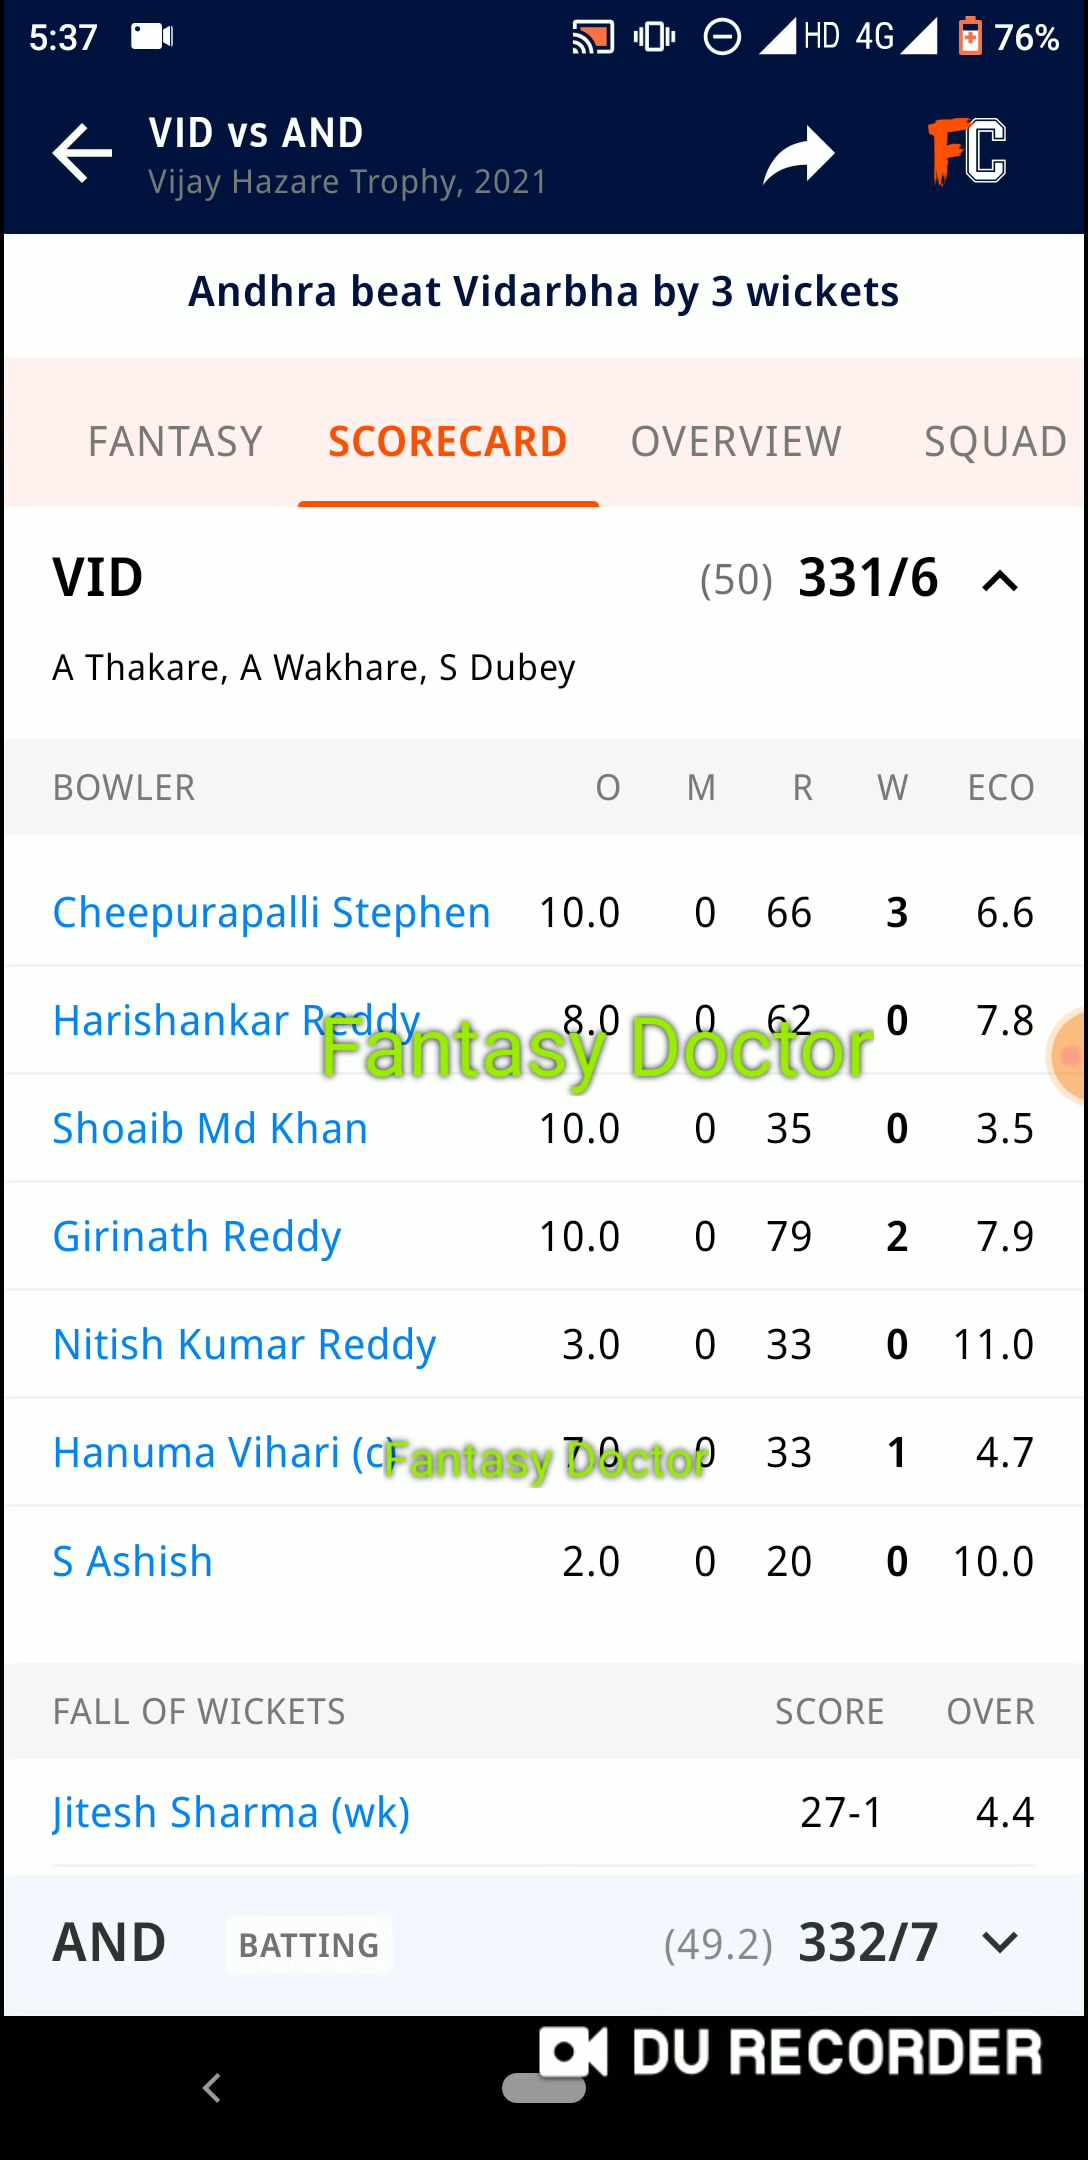 5:37 HD 4G 76%
VID vs AND
Vijay Hazare Trophy, 2021
FC
Andhra beat Vidarbha by 3 wickets
FANTASY SCORECARD OVERVIEW SQUAD
VID (50) 331/6
A Thakare, A Wakhare, S Dubey
BOWLER O M R W ECO
Cheepurapalli Stephen 10.0 0 66 3 6.6
Harishankar Reddy 8.0 0 62 0 7.8
Fantasy Doctor
Shoaib Md Khan 10.0 0 35 0 3.5
Girinath Reddy 10.0 0 79 2 7.9
Nitish Kumar Reddy 3.0 0 33 0 11.0
Hanuma Vihari (c) 7.0 0 33 1 4.7
Fantasy Doctor
S Ashish 2.0 0 20 0 10.0
FALL OF WICKETS SCORE OVER
Jitesh Sharma (wk) 27-1 4.4
AND BATTING (49.2) 332/7
DU RECORDER